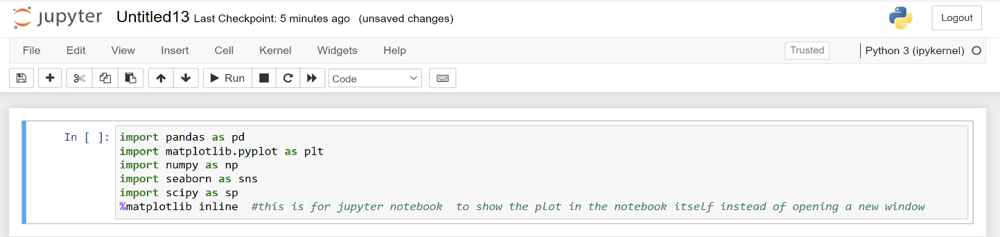 jupyter Untitled13 Last Checkpoint: 5 minutes ago (unsaved changes) Logout
File Edit View Insert Cell Kernel Widgets Help Trusted Python 3 (ipykernel)
Run Code
In [ ]: import pandas as pd
import matplotlib.pyplot as plt
import numpy as np
import seaborn as sns
import scipy as sp
%matplotlib inline  #this is for jupyter notebook  to show the plot in the notebook itself instead of opening a new window